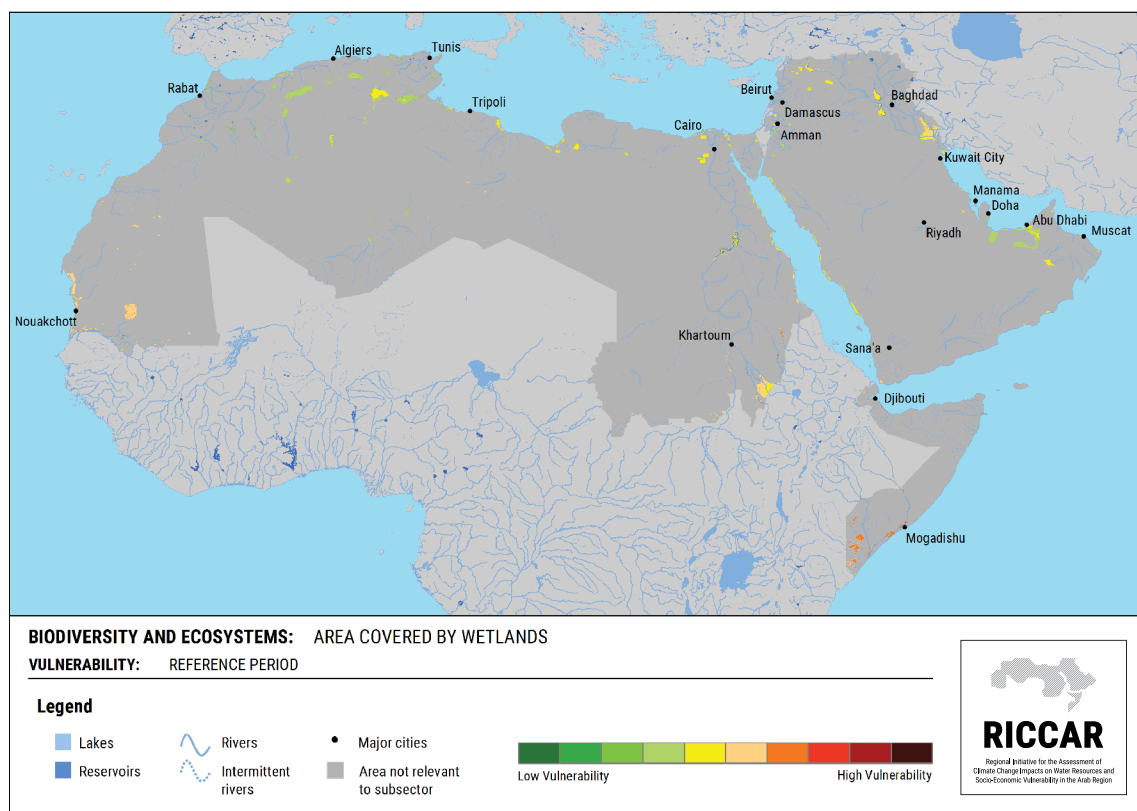 Algiers
Tunis
Rabat
Tripoli
Beirut
Damascus
Baghdad
Amman
Cairo
Kuwait City
Manama
Doha
Abu Dhabi
Muscat
Riyadh
Nouakchott
Khartoum
Sana'a
Djibouti
Mogadishu
BIODIVERSITY AND ECOSYSTEMS: AREA COVERED BY WETLANDS
VULNERABILITY: REFERENCE PERIOD
Legend
Lakes
Reservoirs
Rivers
Intermittent
rivers
Major cities
Area not relevant
to subsector
Low Vulnerability
High Vulnerability
RICCAR
Regional Initiative for the Assessment of
Climate Change Impacts on Water Resources and
Socio-Economic Vulnerability in the Arab Region